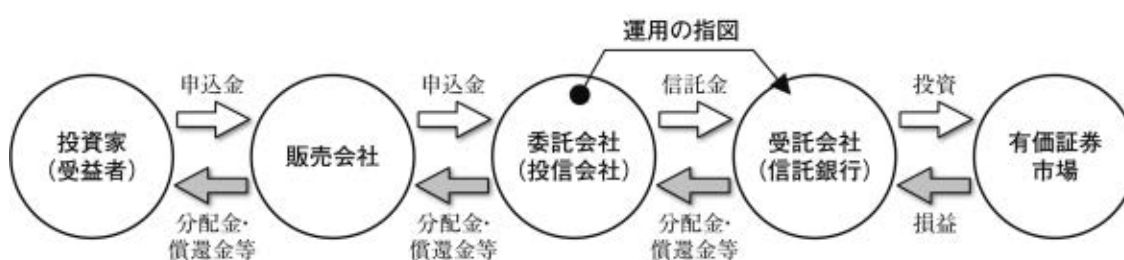 運用の指図
申込金
申込金
信託金
投資
投資家
(受益者)
販売会社
委託会社
(投信会社)
受託会社
(信託銀行)
有価証券
市場
分配金・
償還金等
分配金・
償還金等
分配金・
償還金等
損益